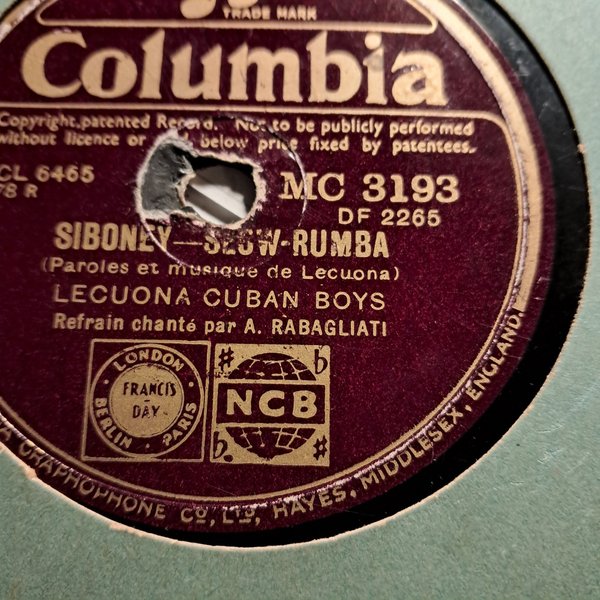 TRADE MARK
Columbia
Copyright, patented Record. Not to be publicly performed
without licence or below price fixed by patentees.
CL 6465
78 R
MC 3193
DF 2265
SIBONEY—SLOW-RUMBA
(Paroles et musique de Lecuona)
LECUONA CUBAN BOYS
Refrain chanté par A. RABAGLIATI
LONDON
FRANCIS-DAY
BERLIN PARIS
NCB
GRAPHOPHONE Co, LTD, HAYES, MIDDLESEX, ENGLAND.